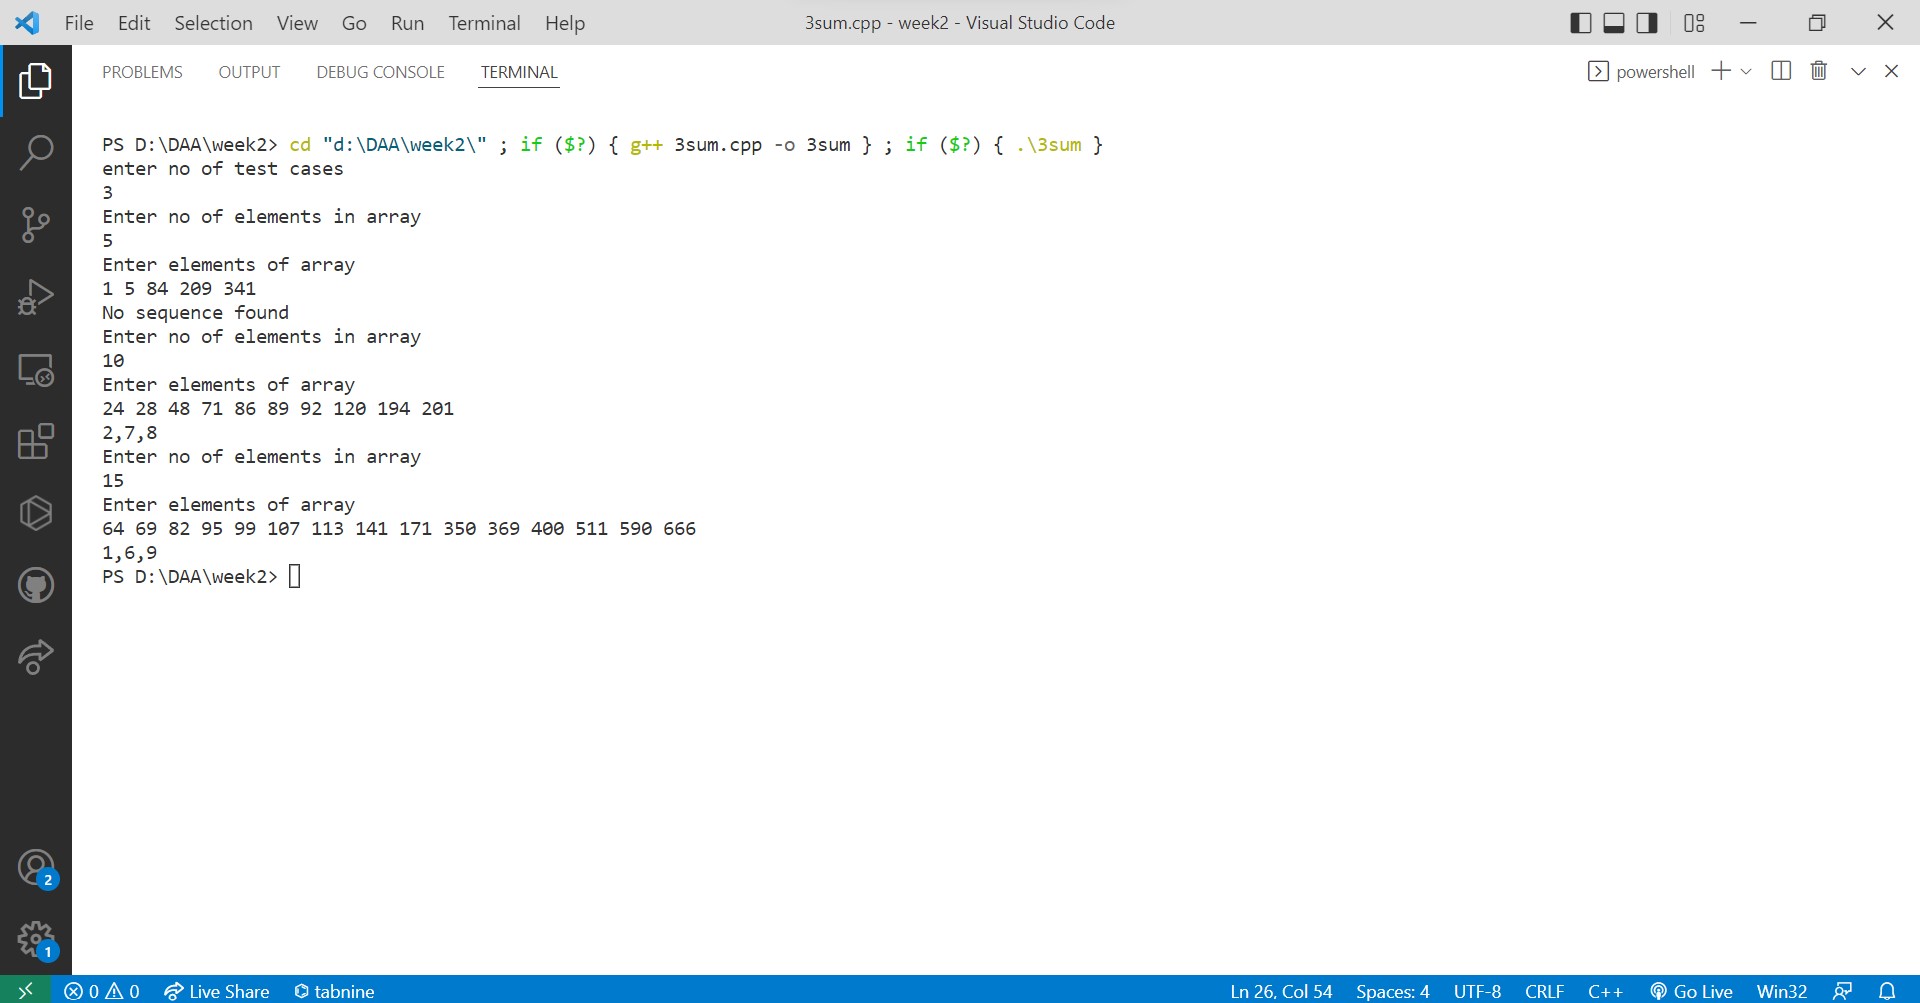 File Edit Selection View Go Run Terminal Help 3sum.cpp - week2 - Visual Studio Code
PROBLEMS OUTPUT DEBUG CONSOLE TERMINAL powershell
PS D:\DAA\week2> cd "d:\DAA\week2\" ; if ($?) { g++ 3sum.cpp -o 3sum } ; if ($?) { .\3sum }
enter no of test cases
3
Enter no of elements in array
5
Enter elements of array
1 5 84 209 341
No sequence found
Enter no of elements in array
10
Enter elements of array
24 28 48 71 86 89 92 120 194 201
2,7,8
Enter no of elements in array
15
Enter elements of array
64 69 82 95 99 107 113 141 171 350 369 400 511 590 666
1,6,9
PS D:\DAA\week2>
2
1
0 0 Live Share tabnine Ln 26, Col 54 Spaces: 4 UTF-8 CRLF C++ Go Live Win32